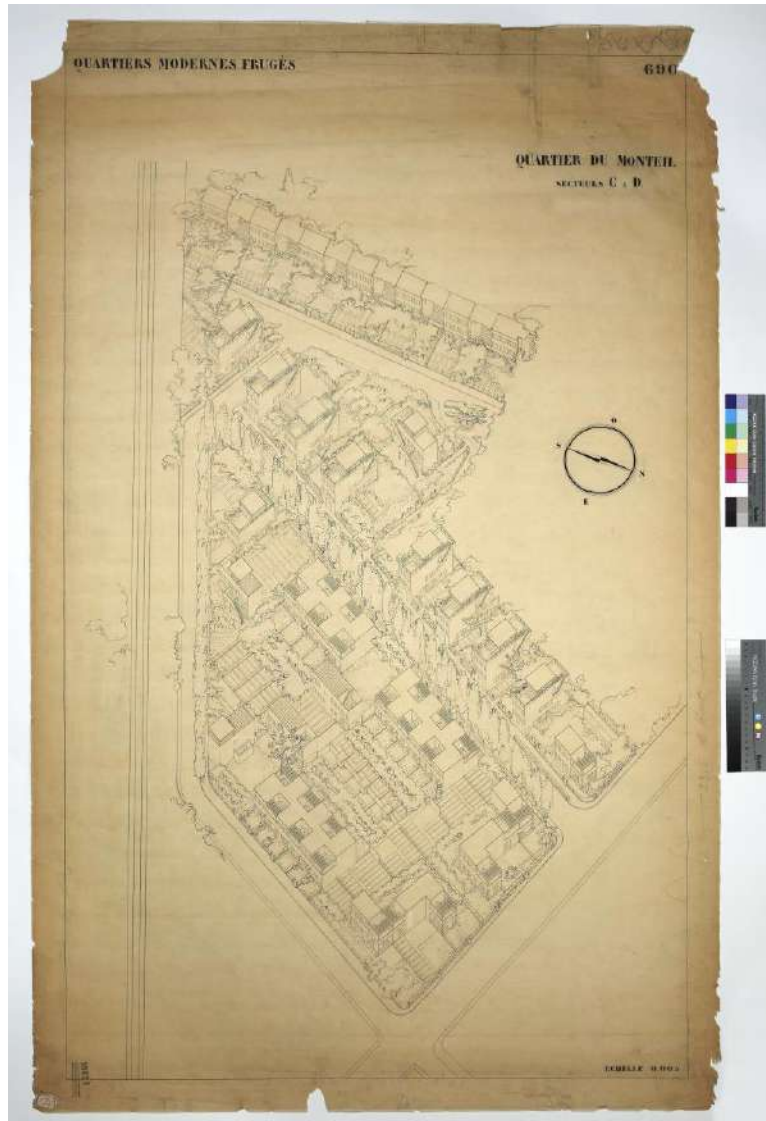 QUARTIERS MODERNES FRUGÈS
690
QUARTIER DU MONTEIL
SECTEURS C & D
O
S
N
E
ECHELLE 0.005